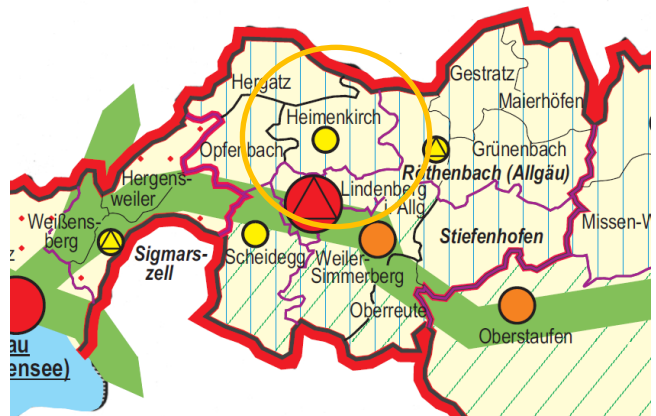 Gestratz
Hergatz
Maierhöfen
Heimenkirch
Opfenbach
Grünenbach
Röthenbach (Allgäu)
Hergens-
weiler
Lindenberg
i. Allg
Weißens-
berg
Missen-W
Stiefenhofen
Sigmars-
zell
Scheidegg
Weiler-
Simmerberg
Oberreute
Oberstaufen
au
ensee)